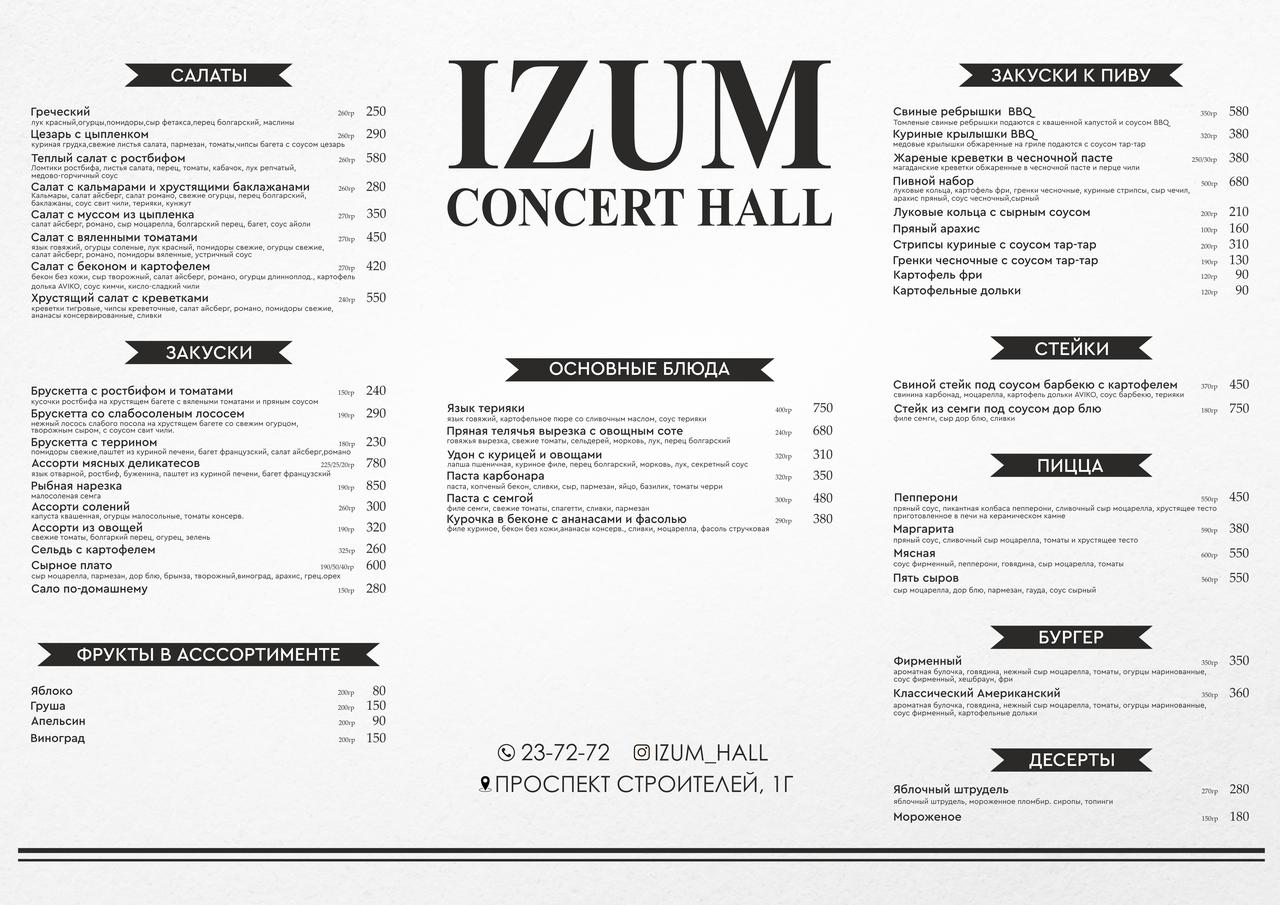 САЛАТЫ
Греческий 260гр 250
лук красный,огурцы,помидоры,сыр фетакса,перец болгарский, маслины
Цезарь с цыпленком 260гр 290
куриная грудка,свежие листья салата, пармезан, томаты,чипсы багета с соусом цезарь
Теплый салат с ростбифом 260гр 580
Ломтики ростбифа, листья салата, перец, томаты, кабачок, лук репчатый,
медово-горчичный соус
Салат с кальмарами и хрустящими баклажанами 260гр 280
Кальмары, салат айсберг, салат романо, свежие огурцы, перец болгарский,
баклажаны, соус свит чили, терияки, кунжут
Салат с муссом из цыпленка 270гр 350
салат айсберг, романо, сыр моцарелла, болгарский перец, багет, соус айоли
Салат с вяленными томатами 270гр 450
язык говяжий, огурцы соленые, лук красный, помидоры свежие, огурцы свежие,
салат айсберг, романо, помидоры вяленные, устричный соус
Салат с беконом и картофелем 270гр 420
бекон без кожи, сыр творожный, салат айсберг, романо, огурцы длинноплод., картофель
долька AVIKO, соус кимчи, кисло-сладкий чили
Хрустящий салат с креветками 240гр 550
креветки тигровые, чипсы креветочные, салат айсберг, романо, помидоры свежие,
ананасы консервированные, сливки
ЗАКУСКИ
Брускетта с ростбифом и томатами 150гр 240
кусочки ростбифа на хрустящем багете с вялеными томатами и пряным соусом
Брускетта со слабосоленым лососем 190гр 290
нежный лосось слабого посола на хрустящем багете со свежим огурцом,
творожным сыром, с соусом свит чили.
Брускетта с террином 180гр 230
помидоры свежие,паштет из куриной печени, багет французский, салат айсберг,романо
Ассорти мясных деликатесов 225/25/20гр 780
язык отварной, ростбиф, буженина, паштет из куриной печени, багет французский
Рыбная нарезка 190гр 850
малосоленая семга
Ассорти солений 260гр 300
капуста квашенная, огурцы малосольные, томаты консерв.
Ассорти из овощей 190гр 320
свежие томаты, болгаркий перец, огурец, зелень
Сельдь с картофелем 325гр 260
Сырное плато 190/50/40гр 600
сыр моцарелла, пармезан, дор блю, брынза, творожный,виноград, арахис, грец.орех
Сало по-домашнему 150гр 280
ФРУКТЫ В АСССОРТИМЕНТЕ
Яблоко 200гр 80
Груша 200гр 150
Апельсин 200гр 90
Виноград 200гр 150
IZUM
CONCERT HALL
ОСНОВНЫЕ БЛЮДА
Язык терияки 400гр 750
язык говяжий, картофельное пюре со сливочным маслом, соус терияки
Пряная телячья вырезка с овощным соте 240гр 680
говяжья вырезка, свежие томаты, сельдерей, морковь, лук, перец болгарский
Удон с курицей и овощами 320гр 310
лапша пшеничная, куриное филе, перец болгарский, морковь, лук, секретный соус
Паста карбонара 320гр 350
паста, копченый бекон, сливки, сыр, пармезан, яйцо, базилик, томаты черри
Паста с семгой 300гр 480
филе семги, свежие томаты, спагетти, сливки, пармезан
Курочка в беконе с ананасами и фасолью 290гр 380
филе куриное, бекон без кожи,ананасы консерв., сливки, моцарелла, фасоль стручковая
23-72-72 IZUM_HALL
ПРОСПЕКТ СТРОИТЕЛЕЙ, 1Г
ЗАКУСКИ К ПИВУ
Свиные ребрышки BBQ 350гр 580
Томленые свиные ребрышки подаются с квашенной капустой и соусом BBQ
Куриные крылышки BBQ 320гр 380
медовые крылышки обжаренные на гриле подаются с соусом тар-тар
Жареные креветки в чесночной пасте 250/30гр 380
магаданские креветки обжаренные в чесночной пасте и перце чили
Пивной набор 500гр 680
луковые кольца, картофель фри, гренки чесночные, куриные стрипсы, сыр чечил,
арахис пряный, соус чесночный,сырный
Луковые кольца с сырным соусом 200гр 210
Пряный арахис 100гр 160
Стрипсы куриные с соусом тар-тар 200гр 310
Гренки чесночные с соусом тар-тар 190гр 130
Картофель фри 120гр 90
Картофельные дольки 120гр 90
СТЕЙКИ
Свиной стейк под соусом барбекю с картофелем 370гр 450
свинина карбонад, моцарелла, картофель дольки AVIKO, соус барбекю, терияки
Стейк из семги под соусом дор блю 180гр 750
филе семги, сыр дор блю, сливки
ПИЦЦА
Пепперони 550гр 450
пряный соус, пикантная колбаса пепперони, сливочный сыр моцарелла, хрустящее тесто
приготовленное в печи на керамическом камне
Маргарита 590гр 380
пряный соус, сливочный сыр моцарелла, томаты и хрустящее тесто
Мясная 600гр 550
соус фирменный, пепперони, говядина, сыр моцарелла, томаты
Пять сыров 560гр 550
сыр моцарелла, дор блю, пармезан, гауда, соус сырный
БУРГЕР
Фирменный 350гр 350
ароматная булочка, говядина, нежный сыр моцарелла, томаты, огурцы маринованные,
соус фирменный, хешбраун, фри
Классический Американский 350гр 360
ароматная булочка, говядина, нежный сыр моцарелла, томаты, огурцы маринованные,
соус фирменный, картофельные дольки
ДЕСЕРТЫ
Яблочный штрудель 270гр 280
яблочный штрудель, мороженное пломбир. сиропы, топинги
Мороженое 150гр 180